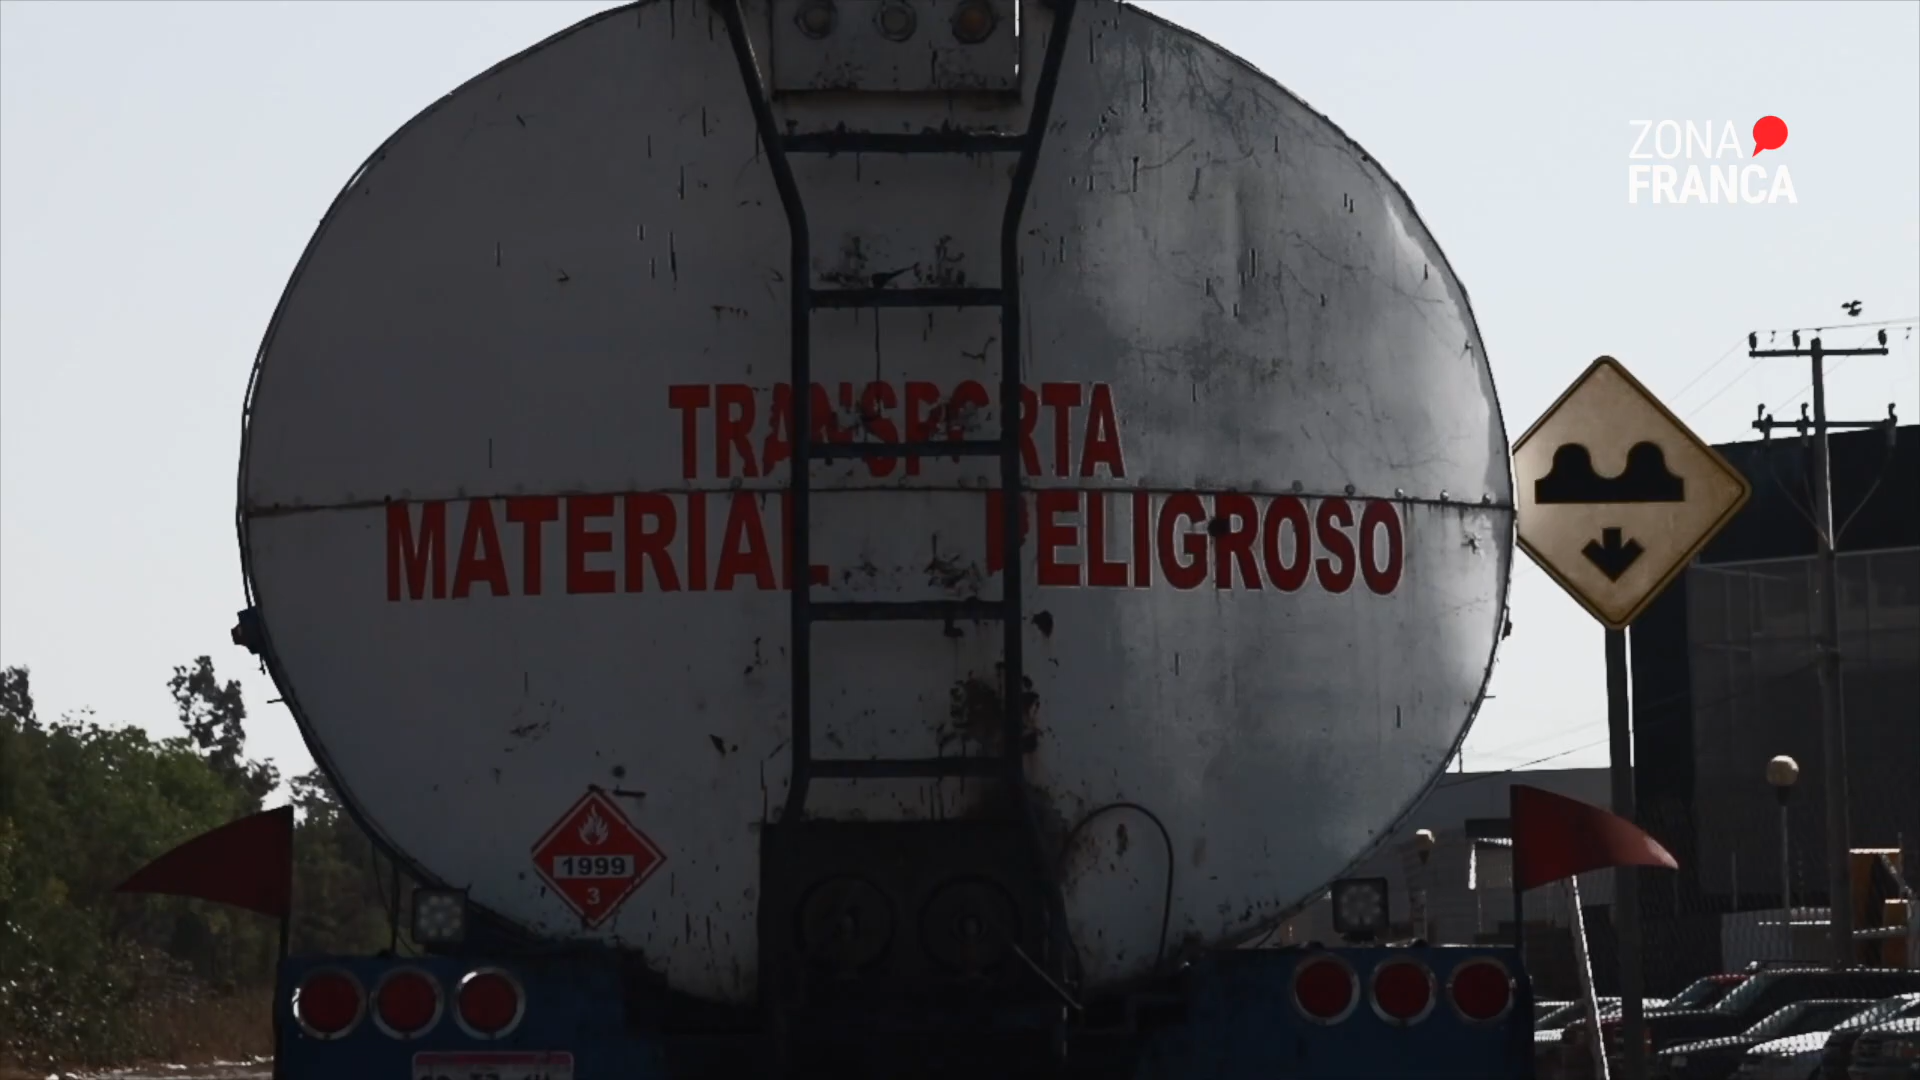 ZONA
FRANCA
TRANSPORTA
MATERIAL PELIGROSO
1999
3